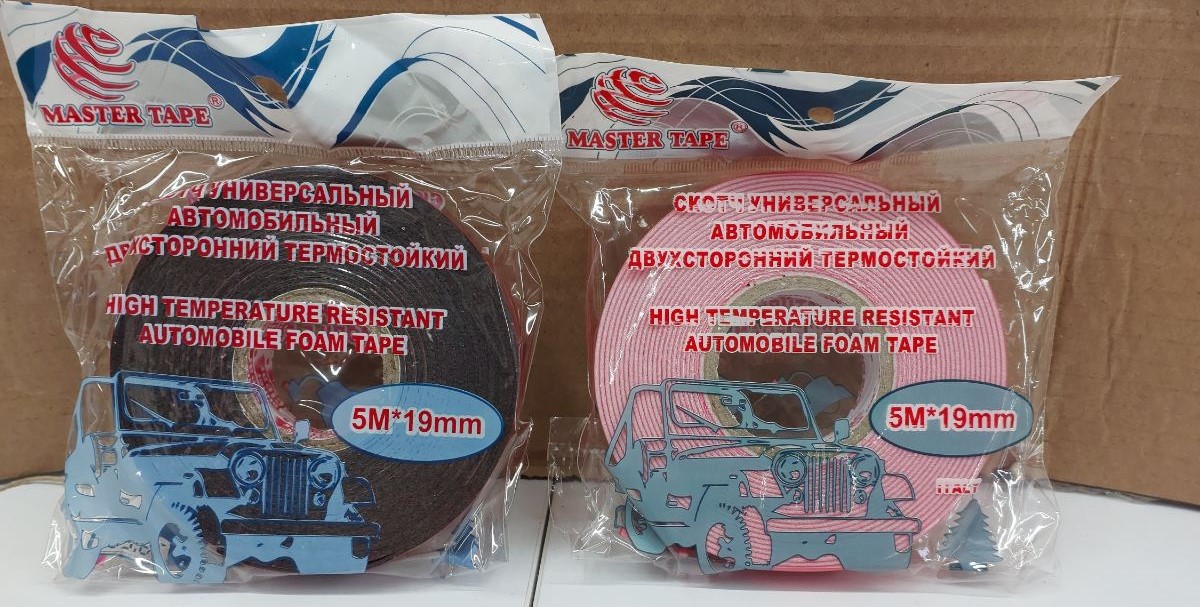 MASTER TAPE®
СКОТЧ УНИВЕРСАЛЬНЫЙ
АВТОМОБИЛЬНЫЙ
ДВУХСТОРОННИЙ ТЕРМОСТОЙКИЙ
HIGH TEMPERATURE RESISTANT
AUTOMOBILE FOAM TAPE
5M*19mm
MASTER TAPE®
СКОТЧ УНИВЕРСАЛЬНЫЙ
АВТОМОБИЛЬНЫЙ
ДВУХСТОРОННИЙ ТЕРМОСТОЙКИЙ
HIGH TEMPERATURE RESISTANT
AUTOMOBILE FOAM TAPE
5M*19mm
ITALY